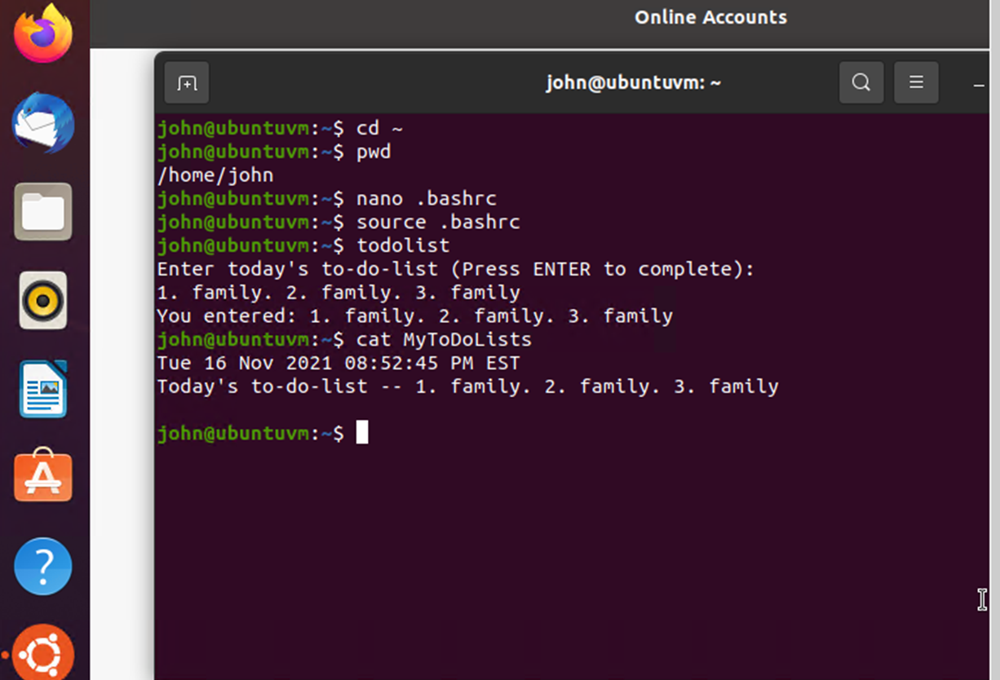 Online Accounts
john@ubuntuvm: ~
john@ubuntuvm:~$ cd ~
john@ubuntuvm:~$ pwd
/home/john
john@ubuntuvm:~$ nano .bashrc
john@ubuntuvm:~$ source .bashrc
john@ubuntuvm:~$ todolist
Enter today's to-do-list (Press ENTER to complete):
1. family. 2. family. 3. family
You entered: 1. family. 2. family. 3. family
john@ubuntuvm:~$ cat MyToDoLists
Tue 16 Nov 2021 08:52:45 PM EST
Today's to-do-list -- 1. family. 2. family. 3. family
john@ubuntuvm:~$